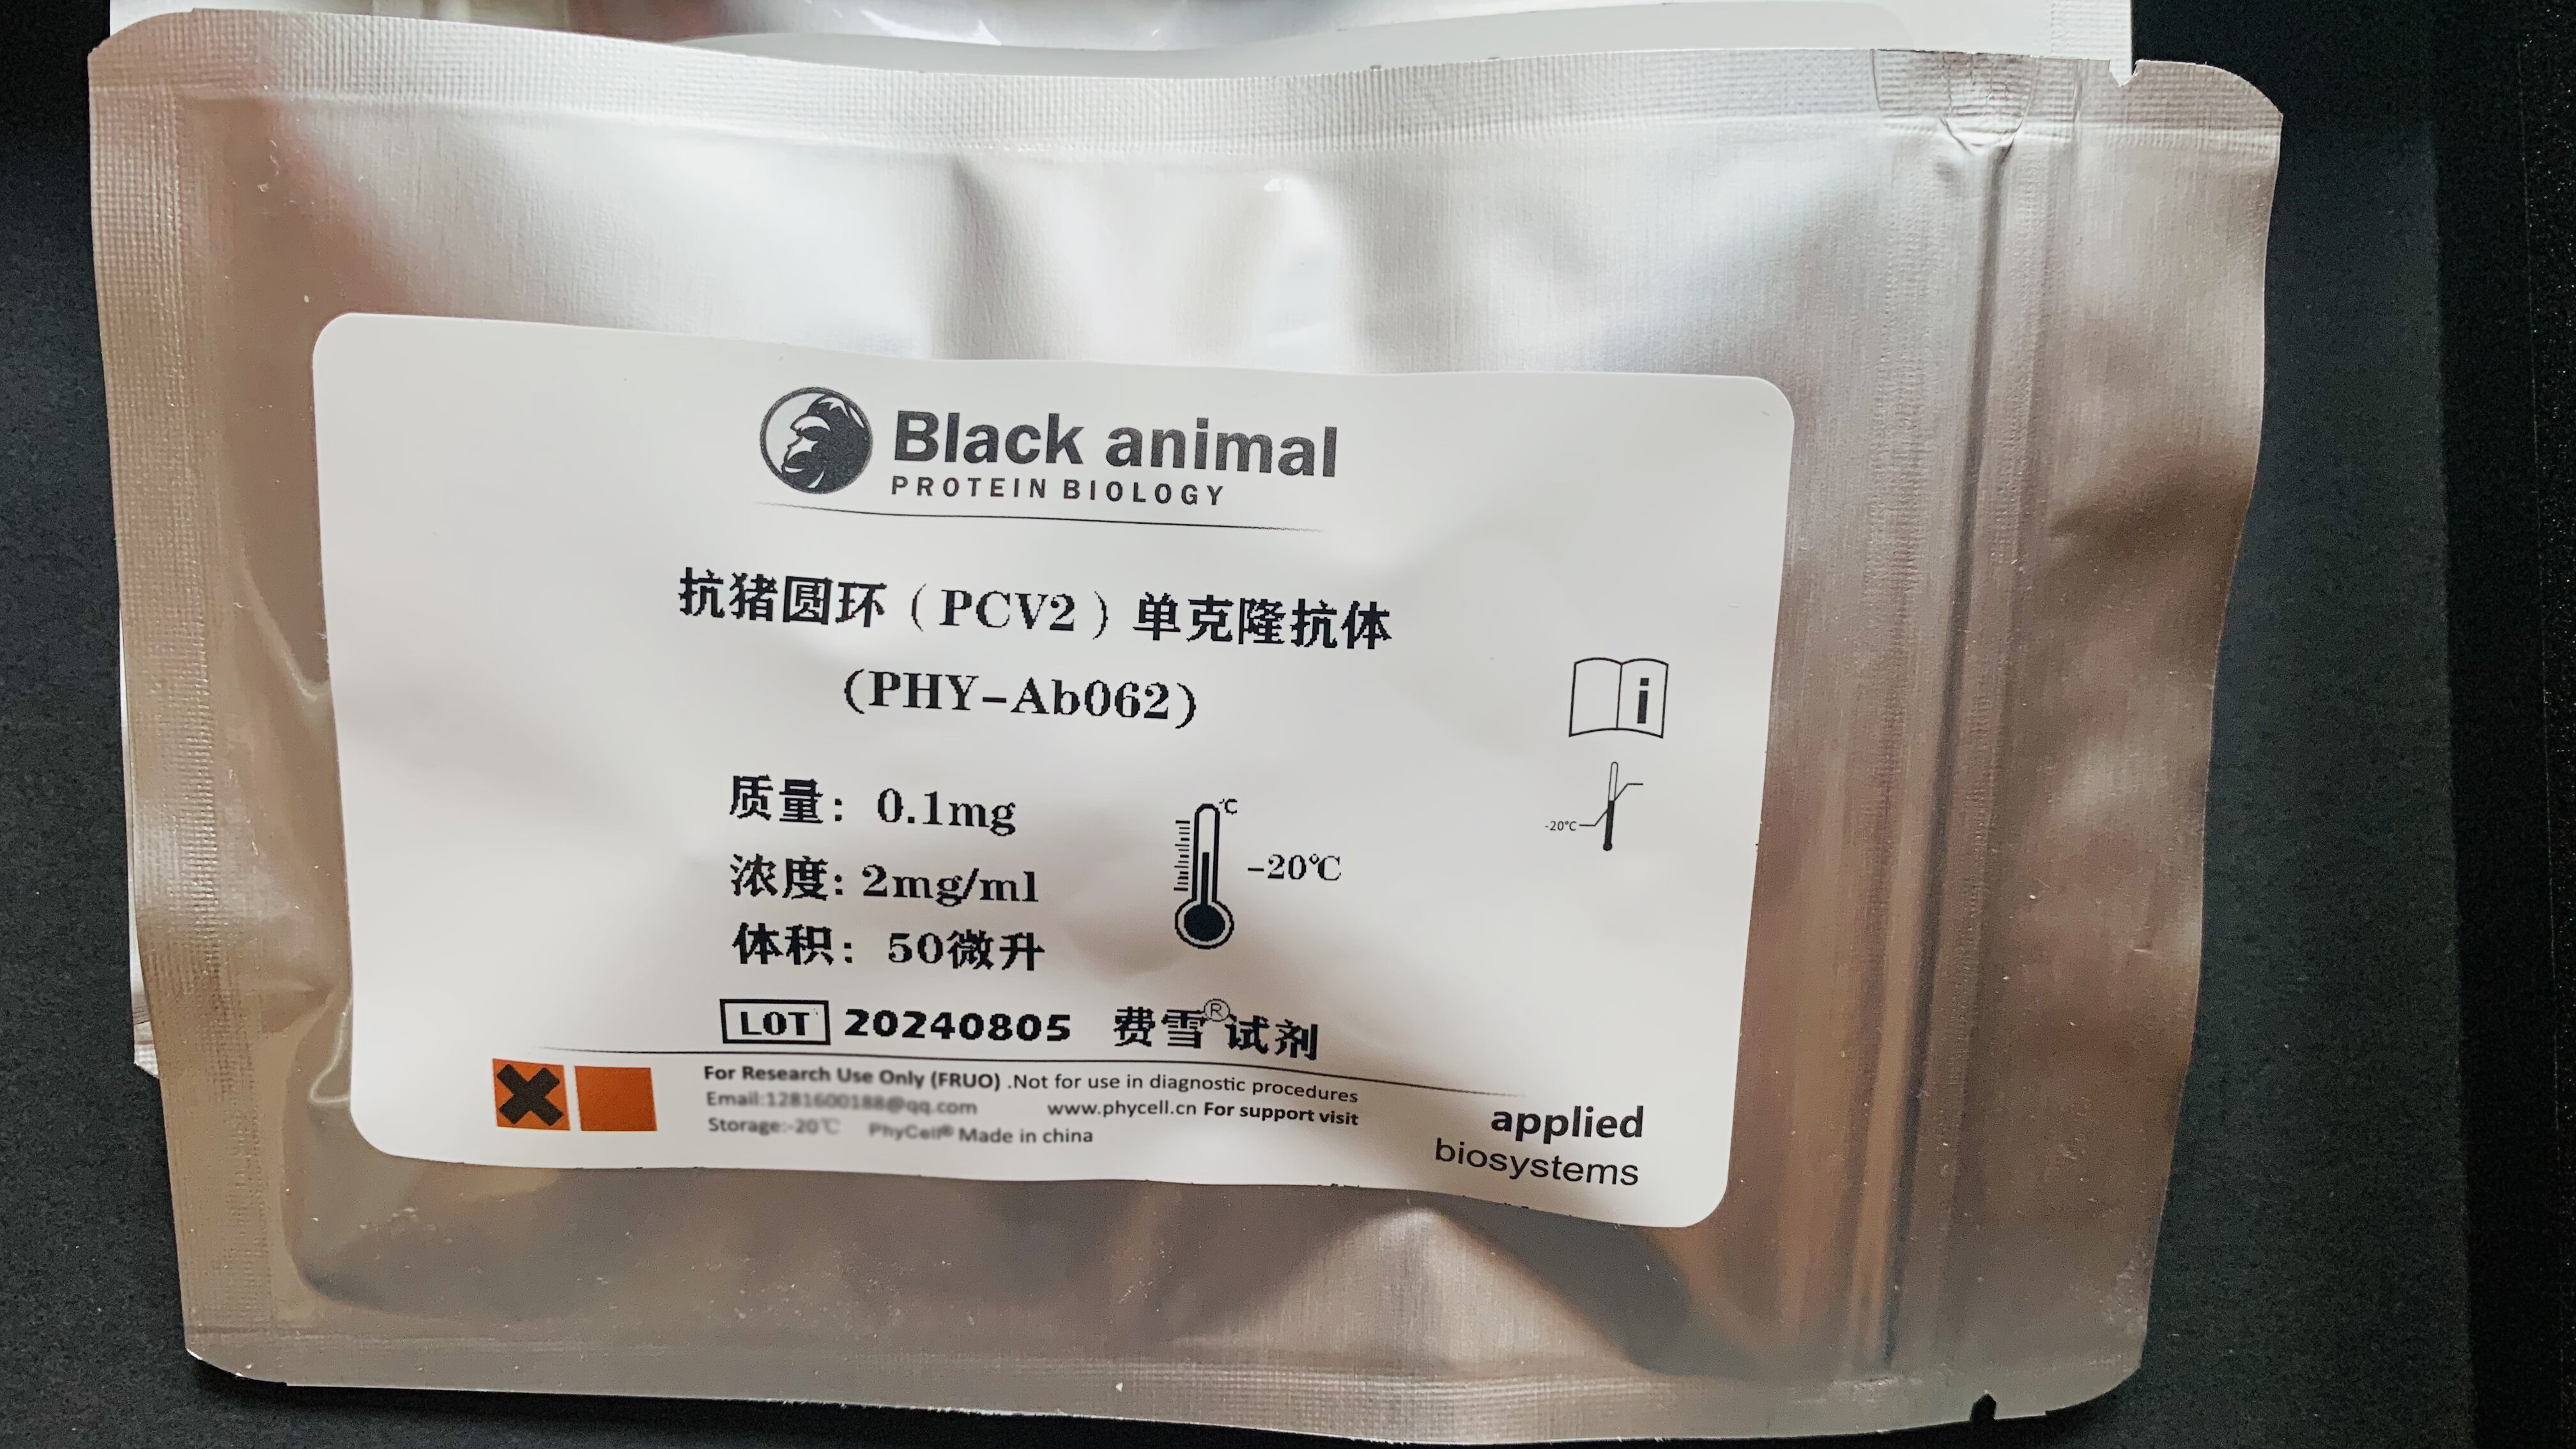 Black animal
PROTEIN BIOLOGY
抗猪圆环（PCV2）单克隆抗体
(PHY-Ab062)
i
质量：0.1mg
浓度: 2mg/ml
体积：50微升
℃
-20℃
-20℃
LOT 20240805 费雪®试剂
For Research Use Only (FRUO) .Not for use in diagnostic procedures
Email:1281600188@qq.com www.phycell.cn For support visit
Storage:-20℃ PhyCell® Made in china
applied
biosystems